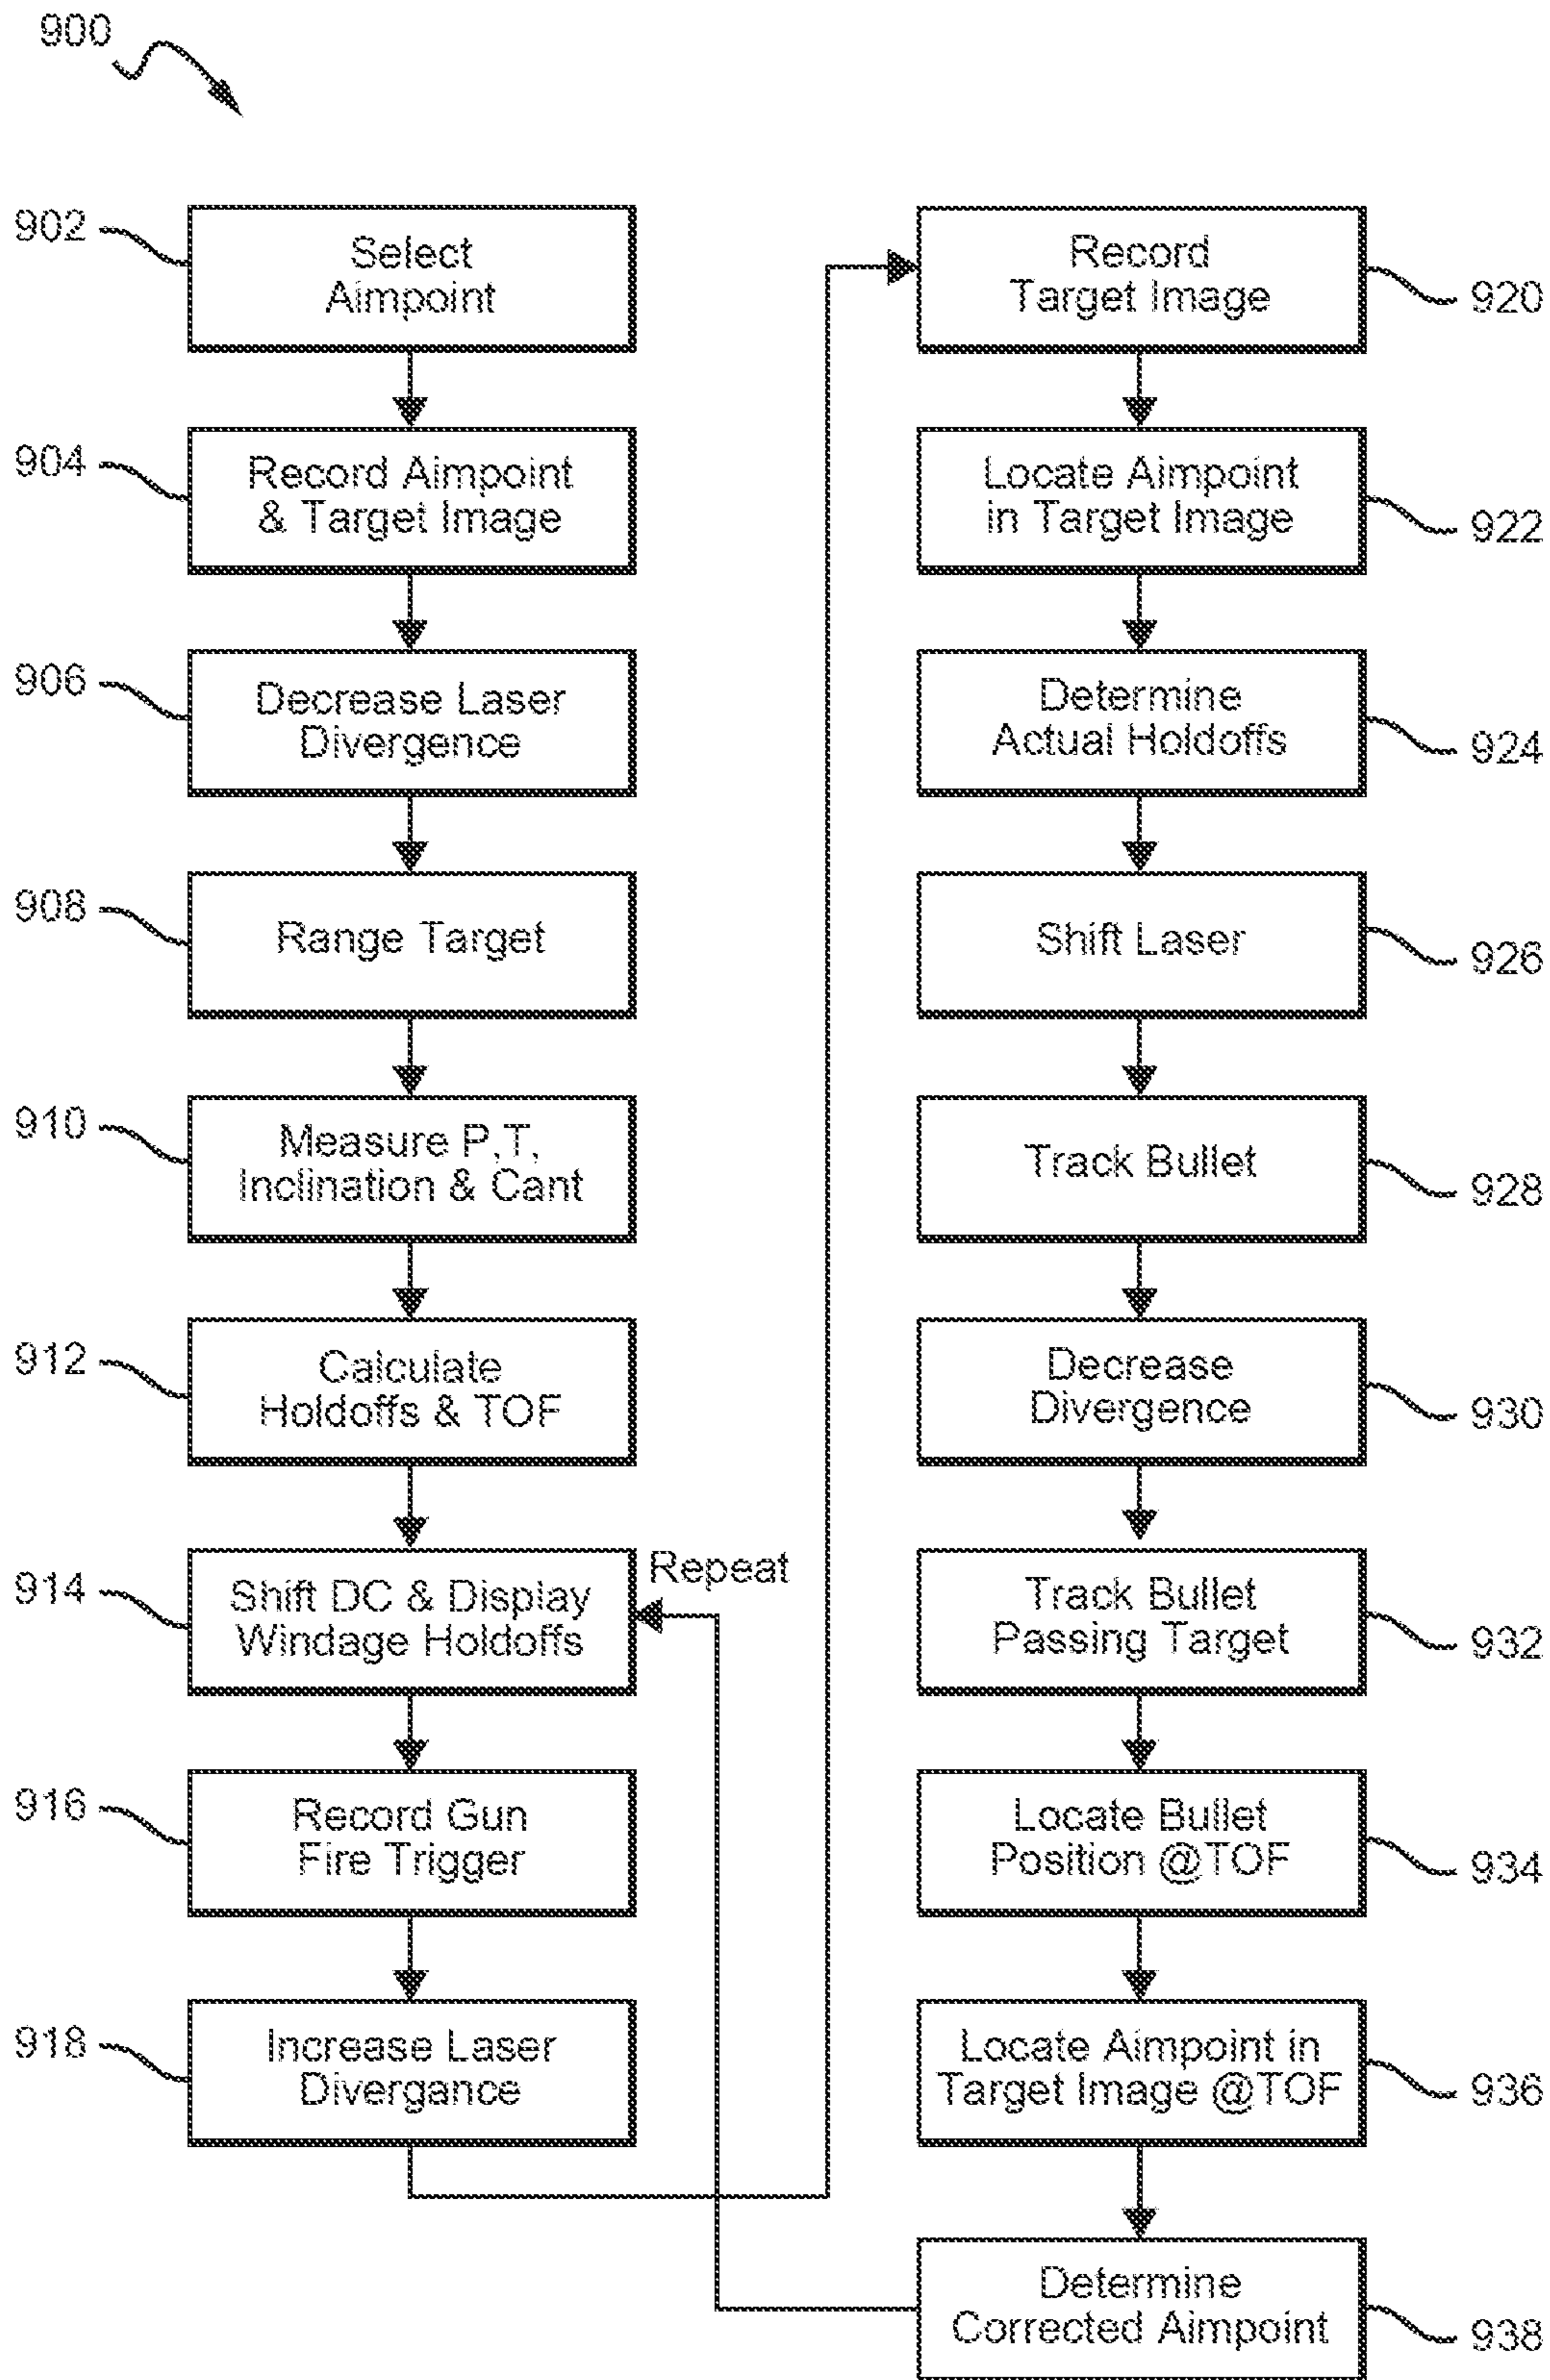 900
902
Select
Aimpoint
904
Record Aimpoint
& Target Image
906
Decrease Laser
Divergence
908
Range Target
910
Measure P,T,
Inclination & Cant
912
Calculate
Holdoffs & TOF
914
Shift DC & Display
Windage Holdoffs
Repeat
916
Record Gun
Fire Trigger
918
Increase Laser
Divergance
Record
Target Image
920
Locate Aimpoint
in Target Image
922
Determine
Actual Holdoffs
924
Shift Laser
926
Track Bullet
928
Decrease
Divergence
930
Track Bullet
Passing Target
932
Locate Bullet
Position @TOF
934
Locate Aimpoint in
Target Image @TOF
936
Determine
Corrected Aimpoint
938